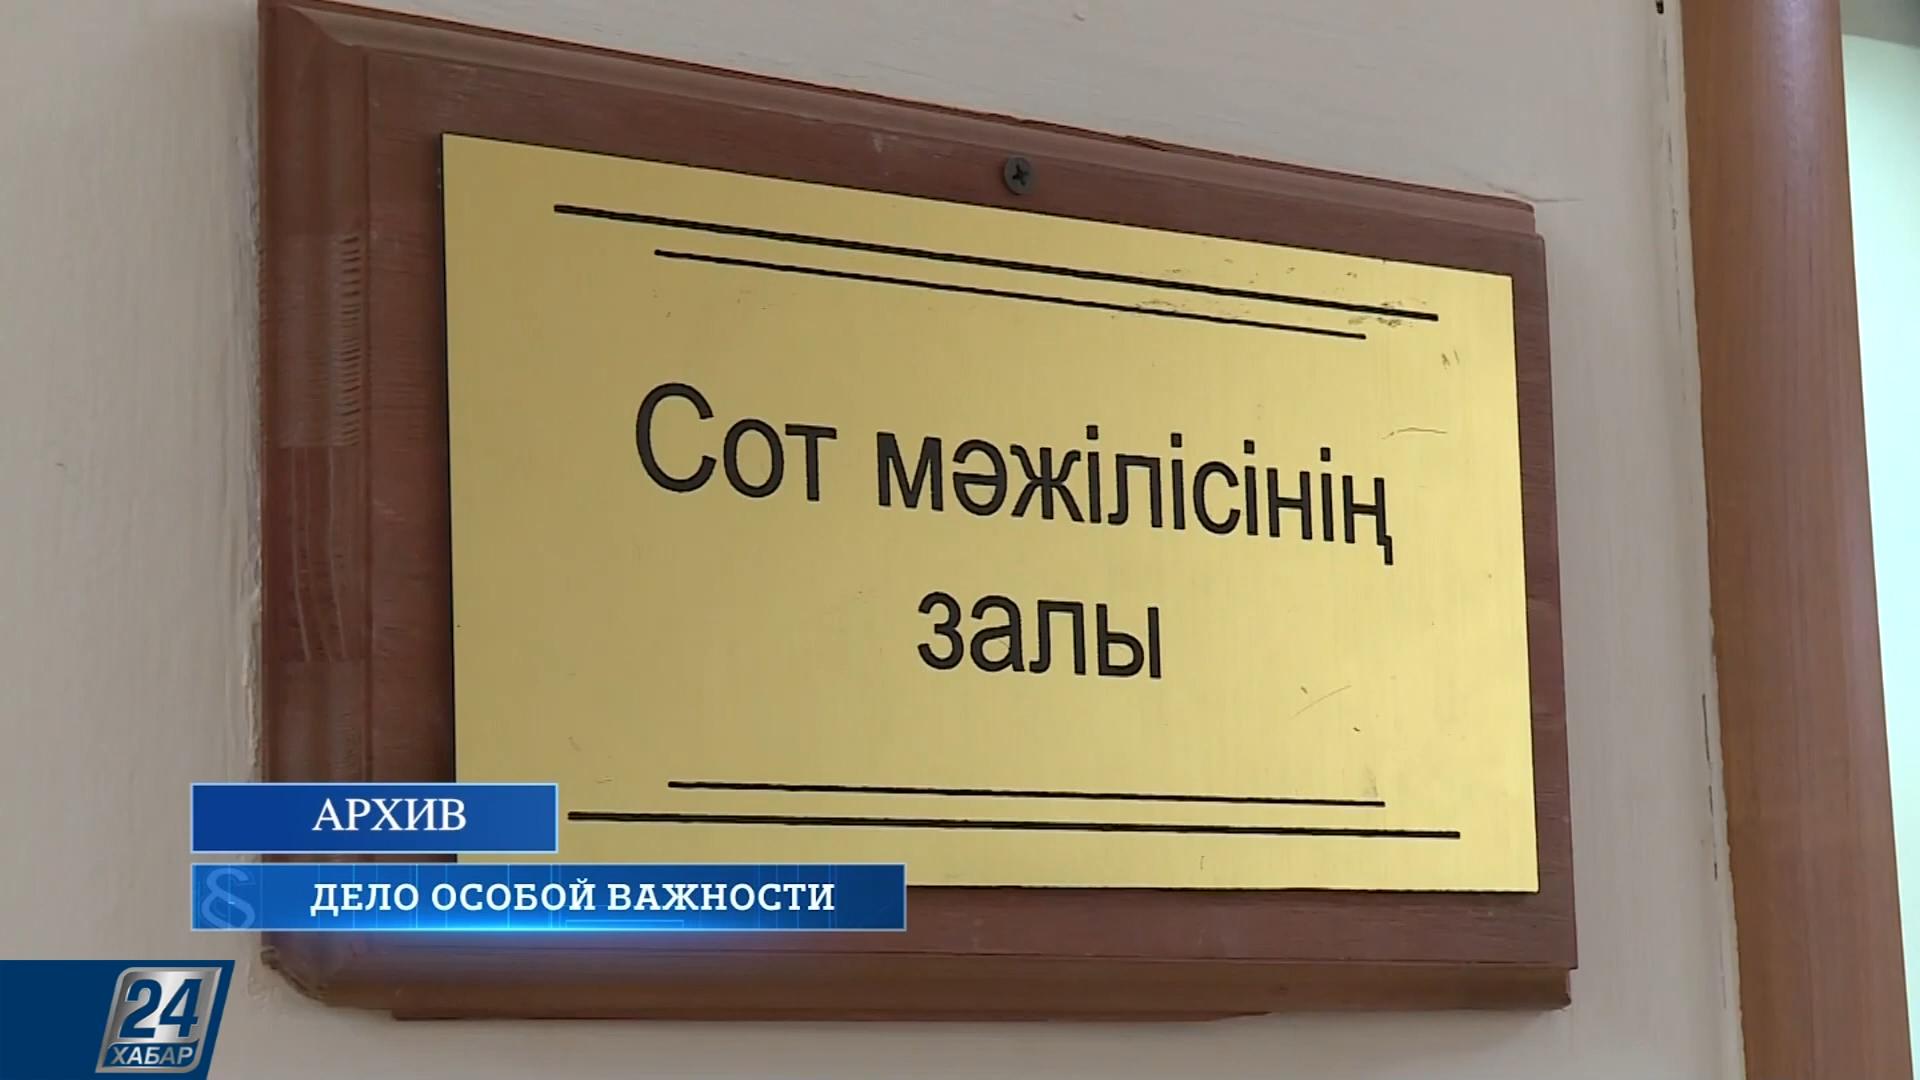 Сот мәжілісінің
залы
АРХИВ
§ ДЕЛО ОСОБОЙ ВАЖНОСТИ
24
ХАБАР